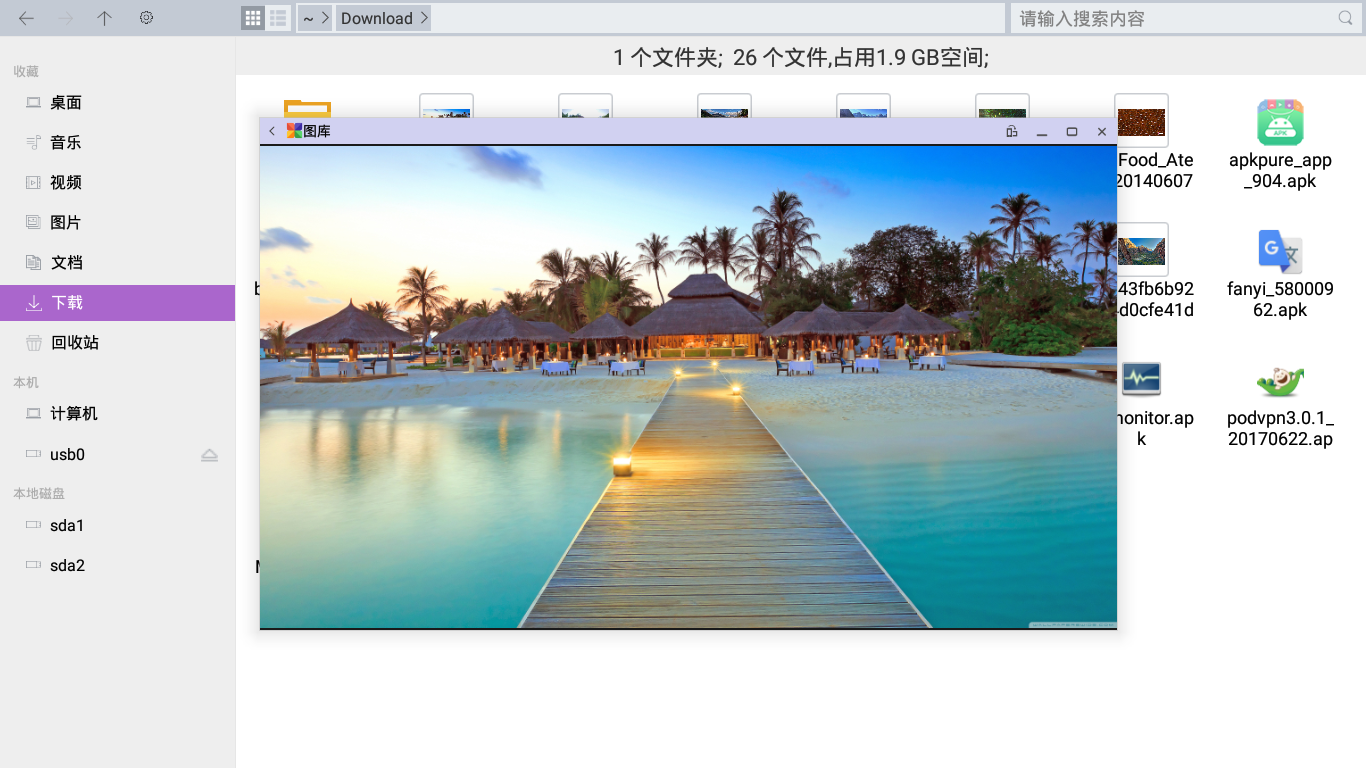 ~
Download
请输入搜索内容
1 个文件夹; 26 个文件,占用1.9 GB空间;
收藏
桌面
音乐
视频
图片
文档
下载
回收站
本机
计算机
usb0
本地磁盘
sda1
sda2
图库
Food_Ate
20140607
apkpure_app
_904.apk
43fb6b92
d0cfe41d
fanyi_580009
62.apk
onitor.ap
k
podvpn3.0.1_
20170622.ap